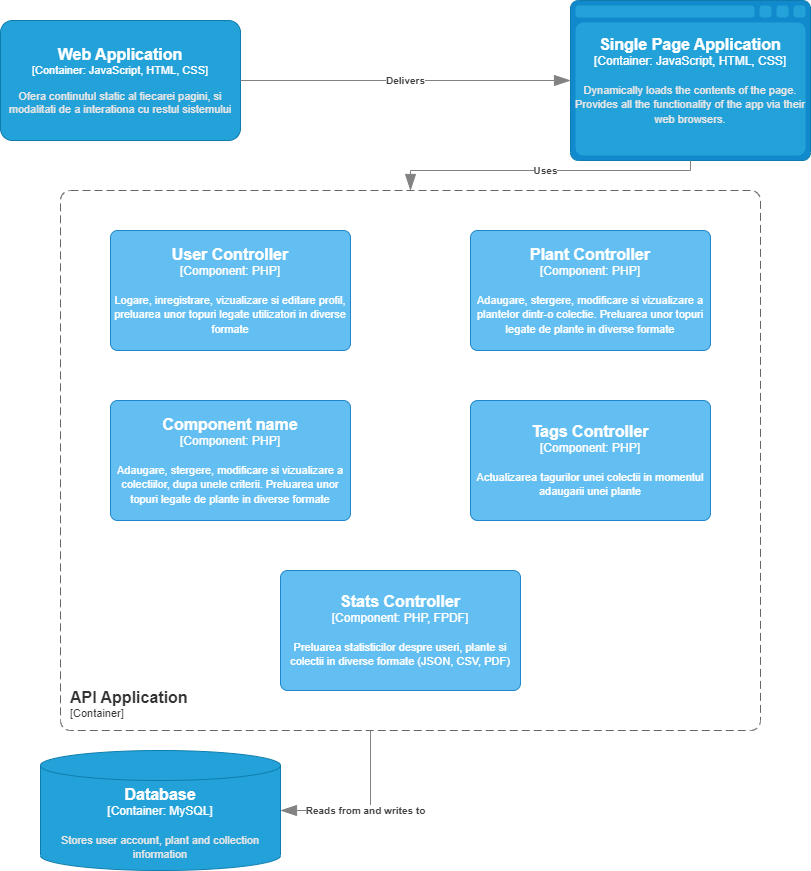 Web Application
[Container: JavaScript, HTML, CSS]
Ofera continutul static al fiecarei pagini, si
modalitati de a interationa cu restul sistemului
Delivers
Single Page Application
[Container: JavaScript, HTML, CSS]
Dynamically loads the contents of the page.
Provides all the functionality of the app via their
web browsers.
Uses
User Controller
[Component: PHP]
Logare, inregistrare, vizualizare si editare profil,
preluarea unor topuri legate utilizatori in diverse
formate
Plant Controller
[Component: PHP]
Adaugare, stergere, modificare si vizualizare a
plantelor dintr-o colectie. Preluarea unor topuri
legate de plante in diverse formate
Component name
[Component: PHP]
Adaugare, stergere, modificare si vizualizare a
colectiilor, dupa unele criterii. Preluarea unor
topuri legate de plante in diverse formate
Tags Controller
[Component: PHP]
Actualizarea tagurilor unei colectii in momentul
adaugarii unei plante
Stats Controller
[Component: PHP, FPDF]
Preluarea statisticilor despre useri, plante si
colectii in diverse formate (JSON, CSV, PDF)
API Application
[Container]
Database
[Container: MySQL]
Stores user account, plant and collection
information
Reads from and writes to